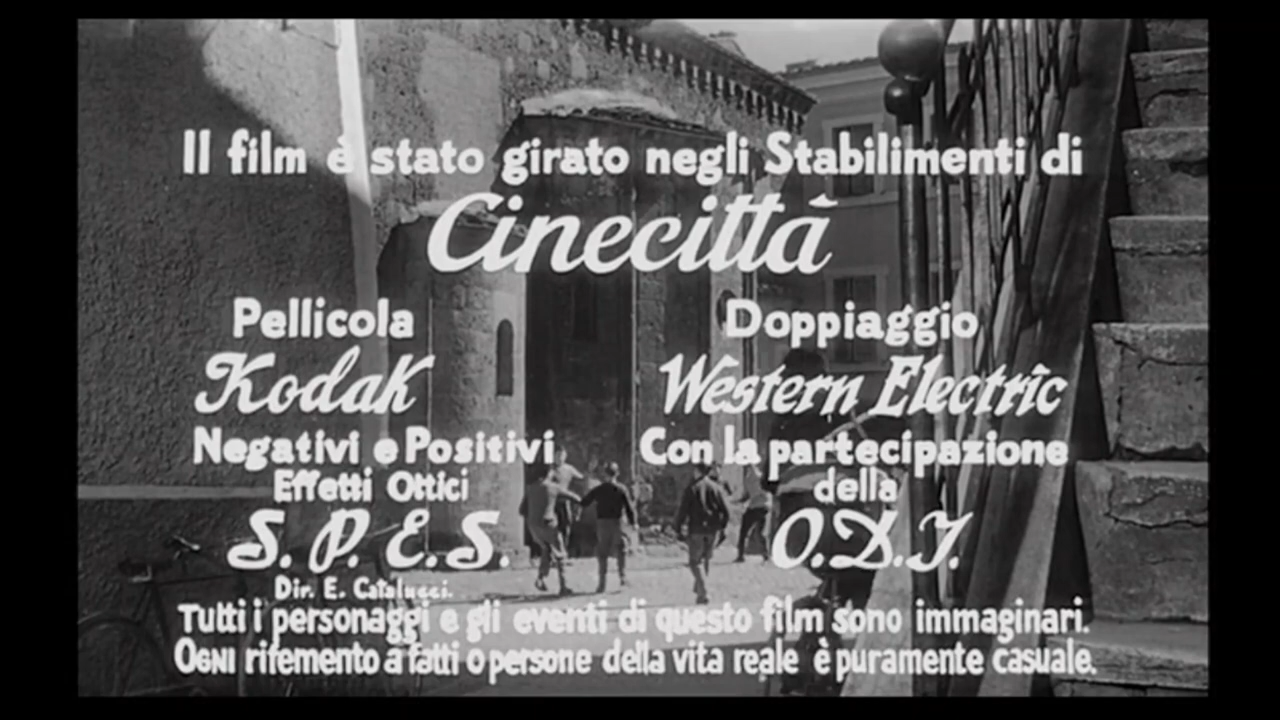 Il film è stato girato negli Stabilimenti di
Cinecittà
Pellicola
Kodak
Doppiaggio
Western Electric
Negativi e Positivi
Effetti Ottici
S. P. E. S.
Dir. E. Catalucci.
Con la partecipazione
della
O.D.I.
Tutti i personaggi e gli eventi di questo film sono immaginari.
OGNI rifemento a fatti o persone della vita reale è puramente casuale.